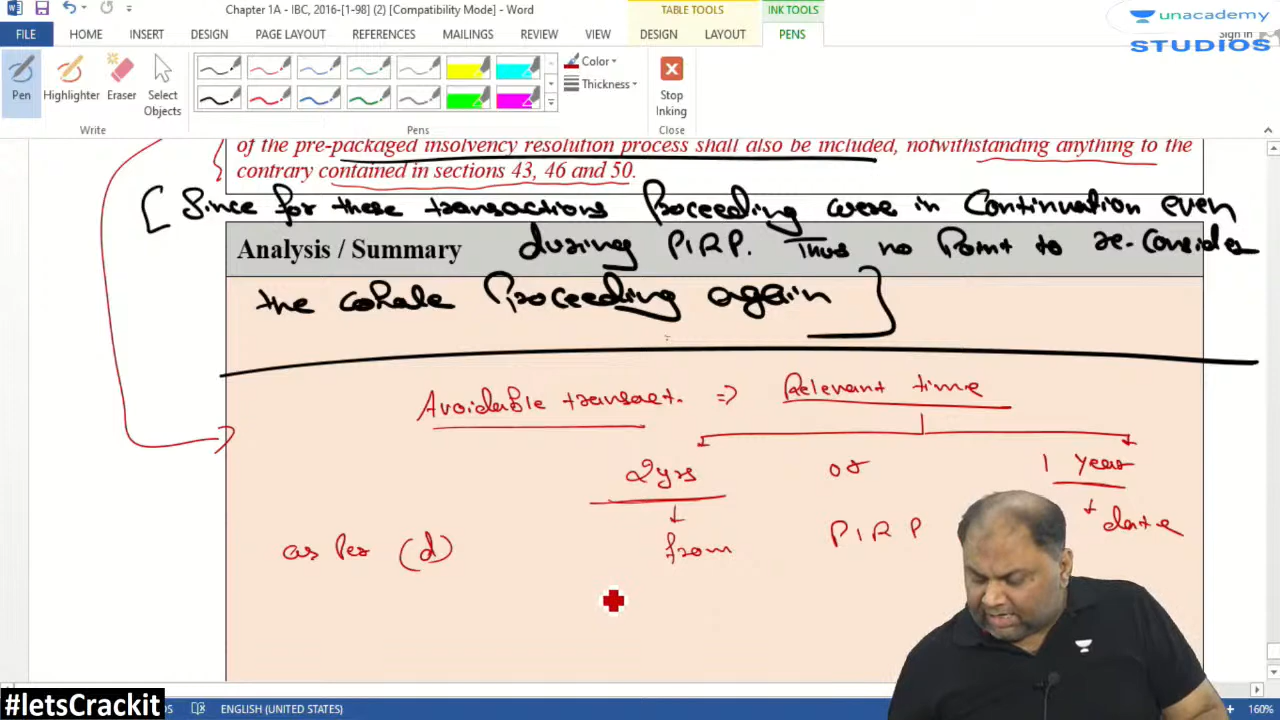 Chapter 1A - IBC, 2016-[1-98] (2) [Compatibility Mode] - Word
TABLE TOOLS
INK TOOLS
unacademy
STUDIOS
Sign in
FILE HOME INSERT DESIGN PAGE LAYOUT REFERENCES MAILINGS REVIEW VIEW DESIGN LAYOUT PENS
Pen Highlighter Eraser Select Objects
Color
Thickness
Stop Inking
Write Pens Close
of the pre-packaged insolvency resolution process shall also be included, notwithstanding anything to the
contrary contained in sections 43, 46 and 50.
[ Since for these transactions Proceeding were in Continuation even
Analysis / Summary
during PIRP. Thus no Point to re-Consider
the whole Proceeding again ]
Avoidable transact. => Relevant time
2yrs or 1 year
as Per (d) from PIRP date
#letsCrackit
ENGLISH (UNITED STATES)
160%